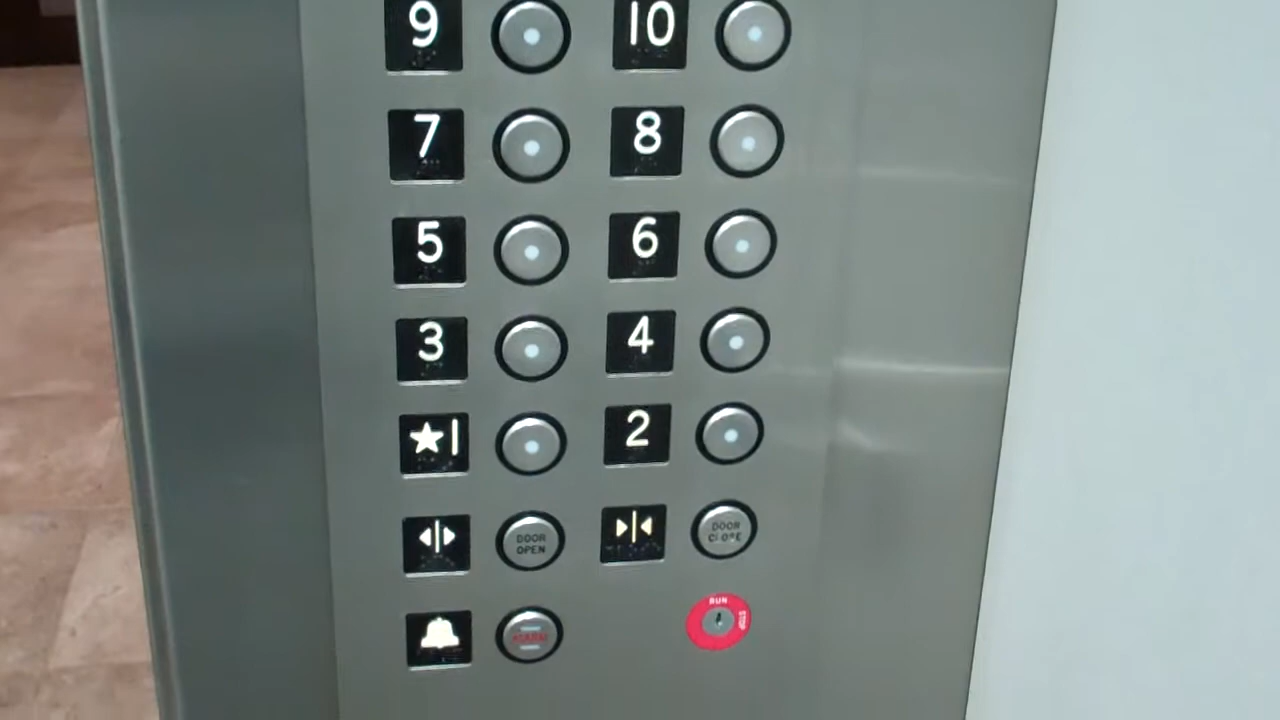 9 10
7 8
5 6
3 4
★1 2
DOOR OPEN
DOOR CLOSE
ALARM
RUN
STOP